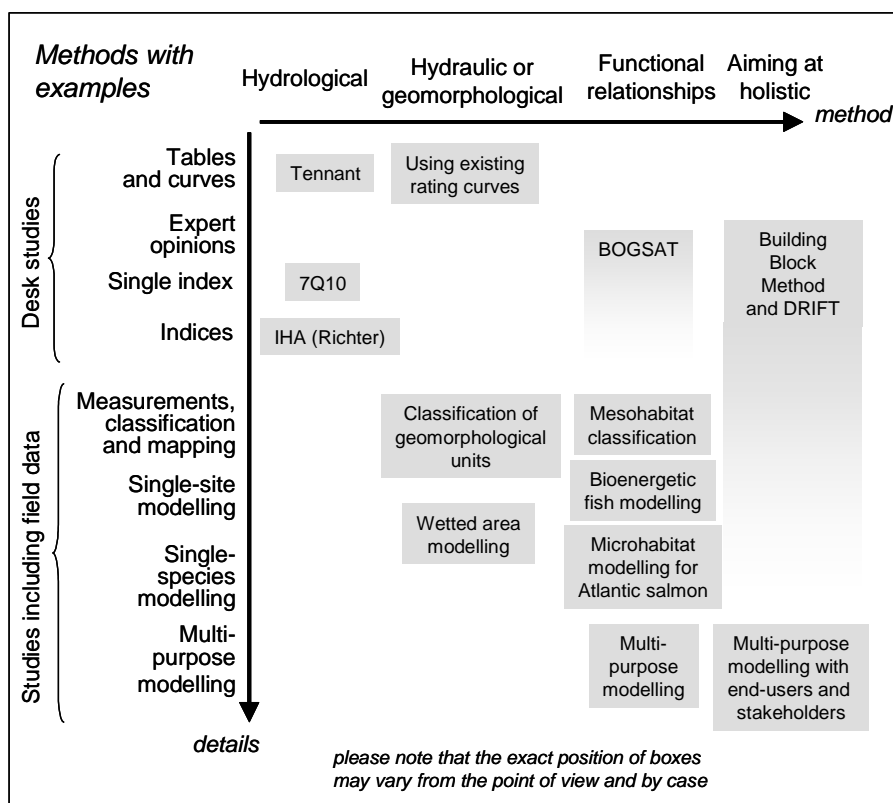 Methods with
examples
Hydrological
Hydraulic or
geomorphological
Functional
relationships
Aiming at
holistic
method
Desk studies
Tables
and curves
Tennant
Using existing
rating curves
Expert
opinions
BOGSAT
Building
Block
Method
and DRIFT
Single index
7Q10
Indices
IHA (Richter)
Studies including field data
Measurements,
classification
and mapping
Classification of
geomorphological
units
Mesohabitat
classification
Single-site
modelling
Bioenergetic
fish modelling
Wetted area
modelling
Single-
species
modelling
Microhabitat
modelling for
Atlantic salmon
Multi-
purpose
modelling
Multi-
purpose
modelling
Multi-purpose
modelling with
end-users and
stakeholders
details
please note that the exact position of boxes
may vary from the point of view and by case